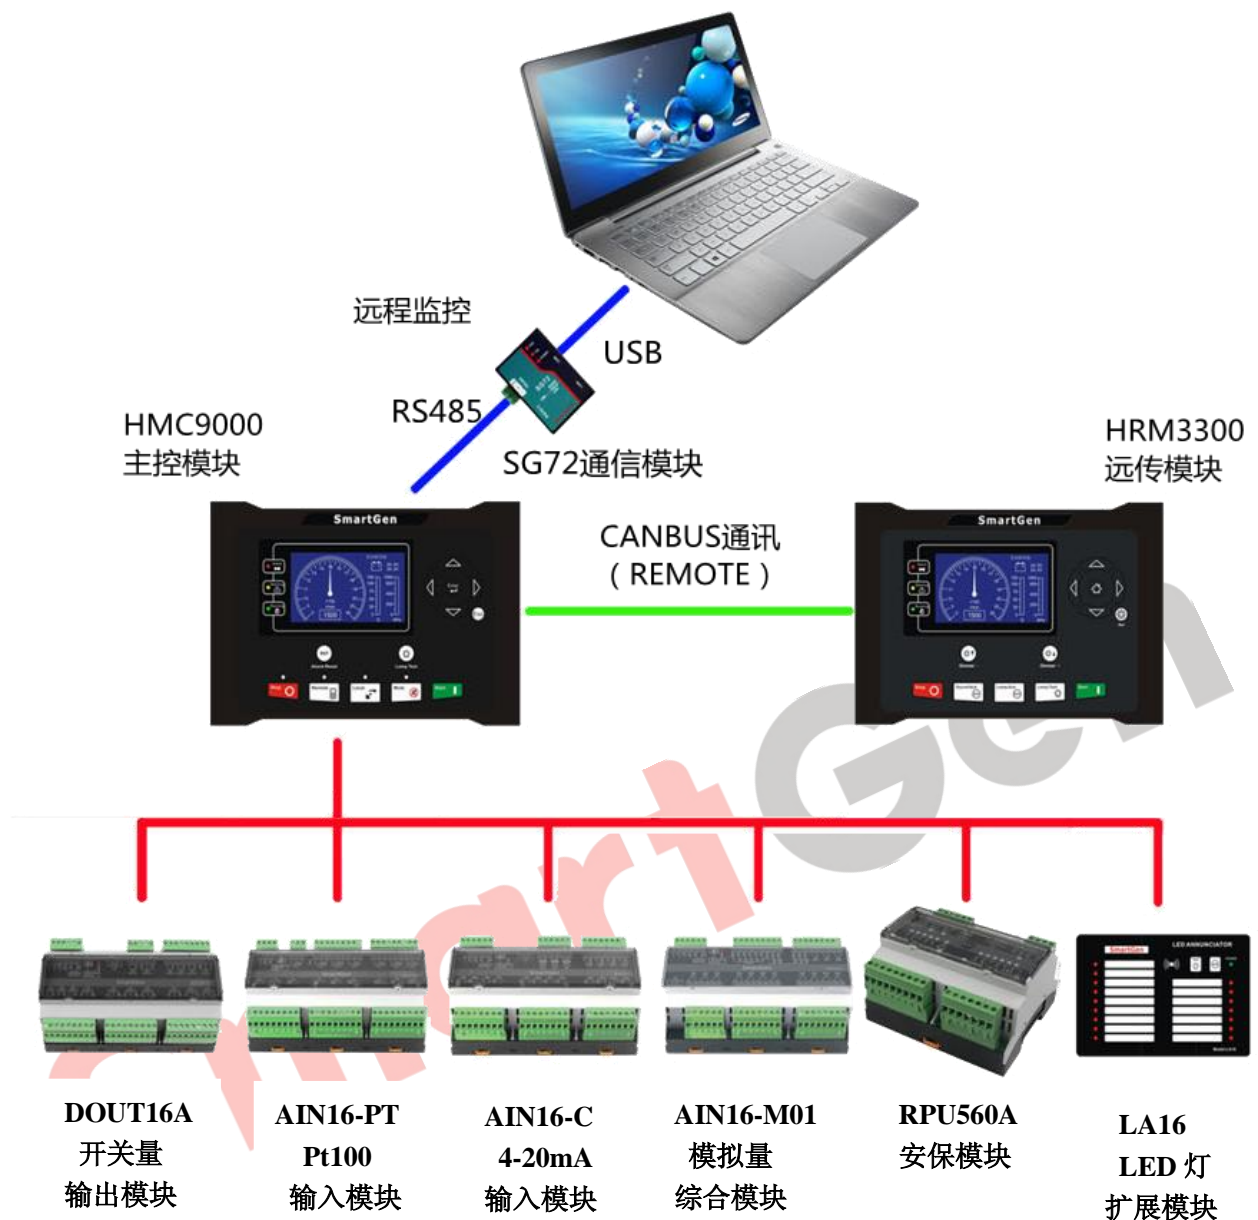 远程监控
USB
RS485
SG72通信模块
HMC9000
主控模块
HRM3300
远传模块
CANBUS通讯
（ REMOTE ）
SmartGen
SmartGen
SmartGen
LED ANNUNCIATOR
SmartGen
DOUT16A
开关量
输出模块
AIN16-PT
Pt100
输入模块
AIN16-C
4-20mA
输入模块
AIN16-M01
模拟量
综合模块
RPU560A
安保模块
LA16
LED 灯
扩展模块